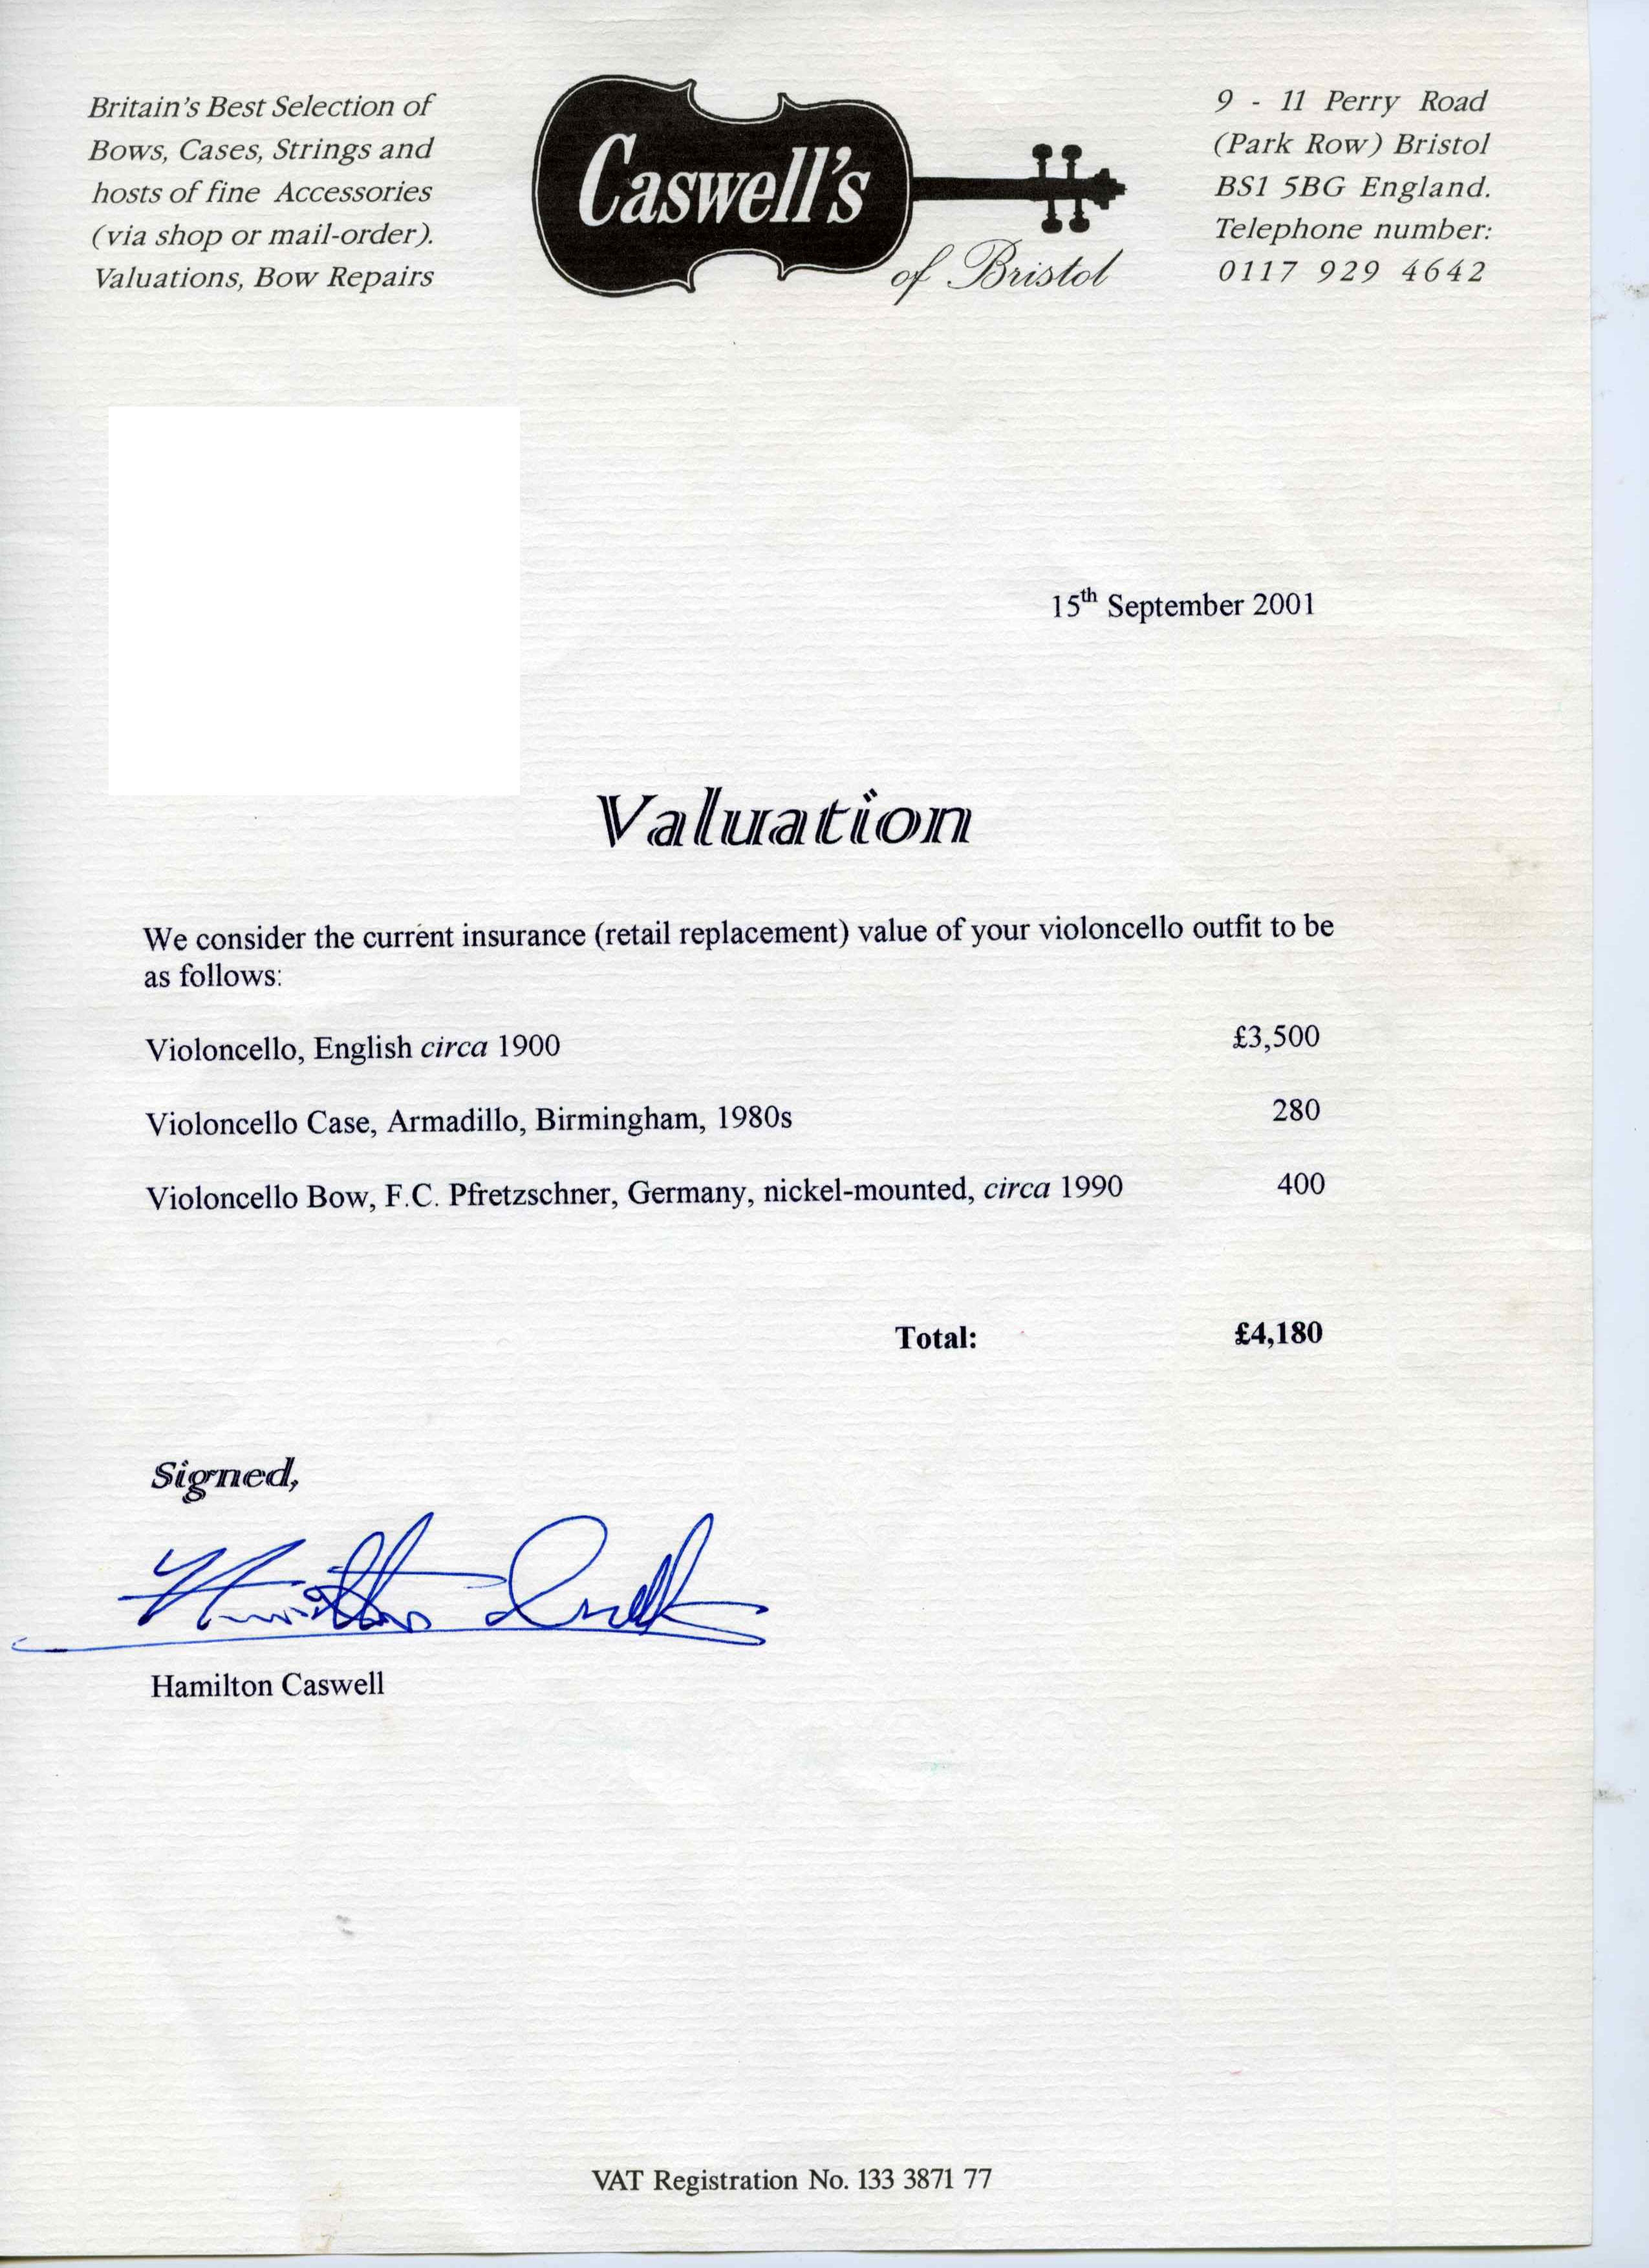 Britain's Best Selection of
Bows, Cases, Strings and
hosts of fine Accessories
(via shop or mail-order).
Valuations, Bow Repairs
Caswell's
of Bristol
9 - 11 Perry Road
(Park Row) Bristol
BS1 5BG England.
Telephone number:
0117 929 4642
15th September 2001
Valuation
We consider the current insurance (retail replacement) value of your violoncello outfit to be
as follows:
Violoncello, English circa 1900 £3,500
Violoncello Case, Armadillo, Birmingham, 1980s 280
Violoncello Bow, F.C. Pfretzschner, Germany, nickel-mounted, circa 1990 400
Total: £4,180
Signed,
Hamilton Caswell
Hamilton Caswell
VAT Registration No. 133 3871 77